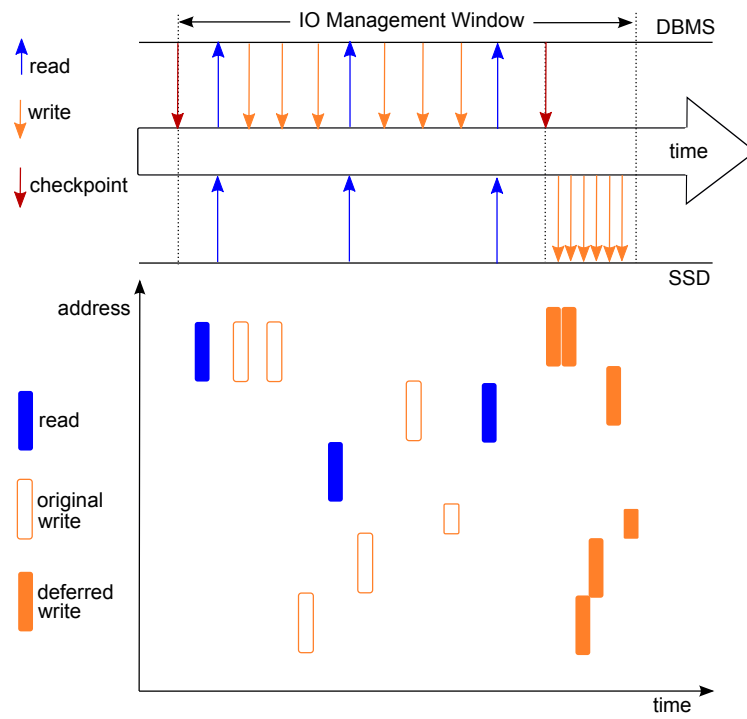 IO Management Window
DBMS
read
write
time
checkpoint
SSD
address
read
original
write
deferred
write
time